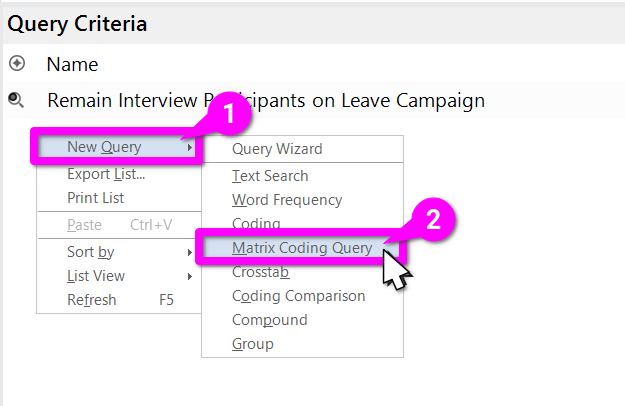 Query Criteria
Name
Remain Interview Participants on Leave Campaign
1
New Query
Export List...
Print List
Paste Ctrl+V
Sort by
List View
Refresh F5
Query Wizard
Text Search
Word Frequency
Coding
2
Matrix Coding Query
Crosstab
Coding Comparison
Compound
Group